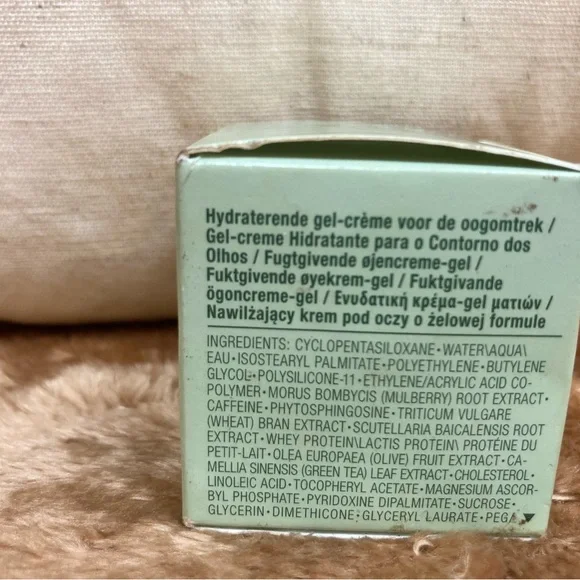 Hydraterende gel-crème voor de oogomtrek /
Gel-creme Hidratante para o Contorno dos
Olhos / Fugtgivende øjencreme-gel /
Fuktgivende øyekrem-gel / Fuktgivande
ögoncreme-gel / Ενυδατική κρέμα-gel ματιών /
Nawilżający krem pod oczy o żelowej formule
INGREDIENTS: CYCLOPENTASILOXANE • WATER\AQUA\
EAU • ISOSTEARYL PALMITATE • POLYETHYLENE • BUTYLENE
GLYCOL • POLYSILICONE-11 • ETHYLENE/ACRYLIC ACID CO-
POLYMER • MORUS BOMBYCIS (MULBERRY) ROOT EXTRACT •
CAFFEINE • PHYTOSPHINGOSINE • TRITICUM VULGARE
(WHEAT) BRAN EXTRACT • SCUTELLARIA BAICALENSIS ROOT
EXTRACT • WHEY PROTEIN\LACTIS PROTEIN\ PROTÉINE DU
PETIT-LAIT • OLEA EUROPAEA (OLIVE) FRUIT EXTRACT • CA-
MELLIA SINENSIS (GREEN TEA) LEAF EXTRACT • CHOLESTEROL •
LINOLEIC ACID • TOCOPHERYL ACETATE • MAGNESIUM ASCOR-
BYL PHOSPHATE • PYRIDOXINE DIPALMITATE • SUCROSE •
GLYCERIN • DIMETHICONE • GLYCERYL LAURATE • PEG